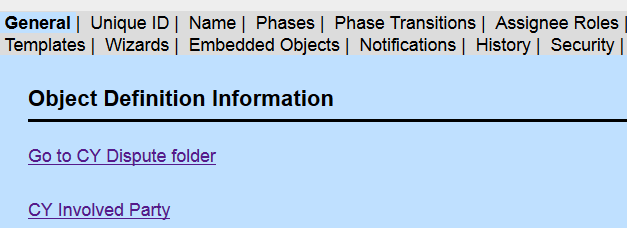 General | Unique ID | Name | Phases | Phase Transitions | Assignee Roles |
Templates | Wizards | Embedded Objects | Notifications | History | Security |
Object Definition Information
Go to CY Dispute folder
CY Involved Party